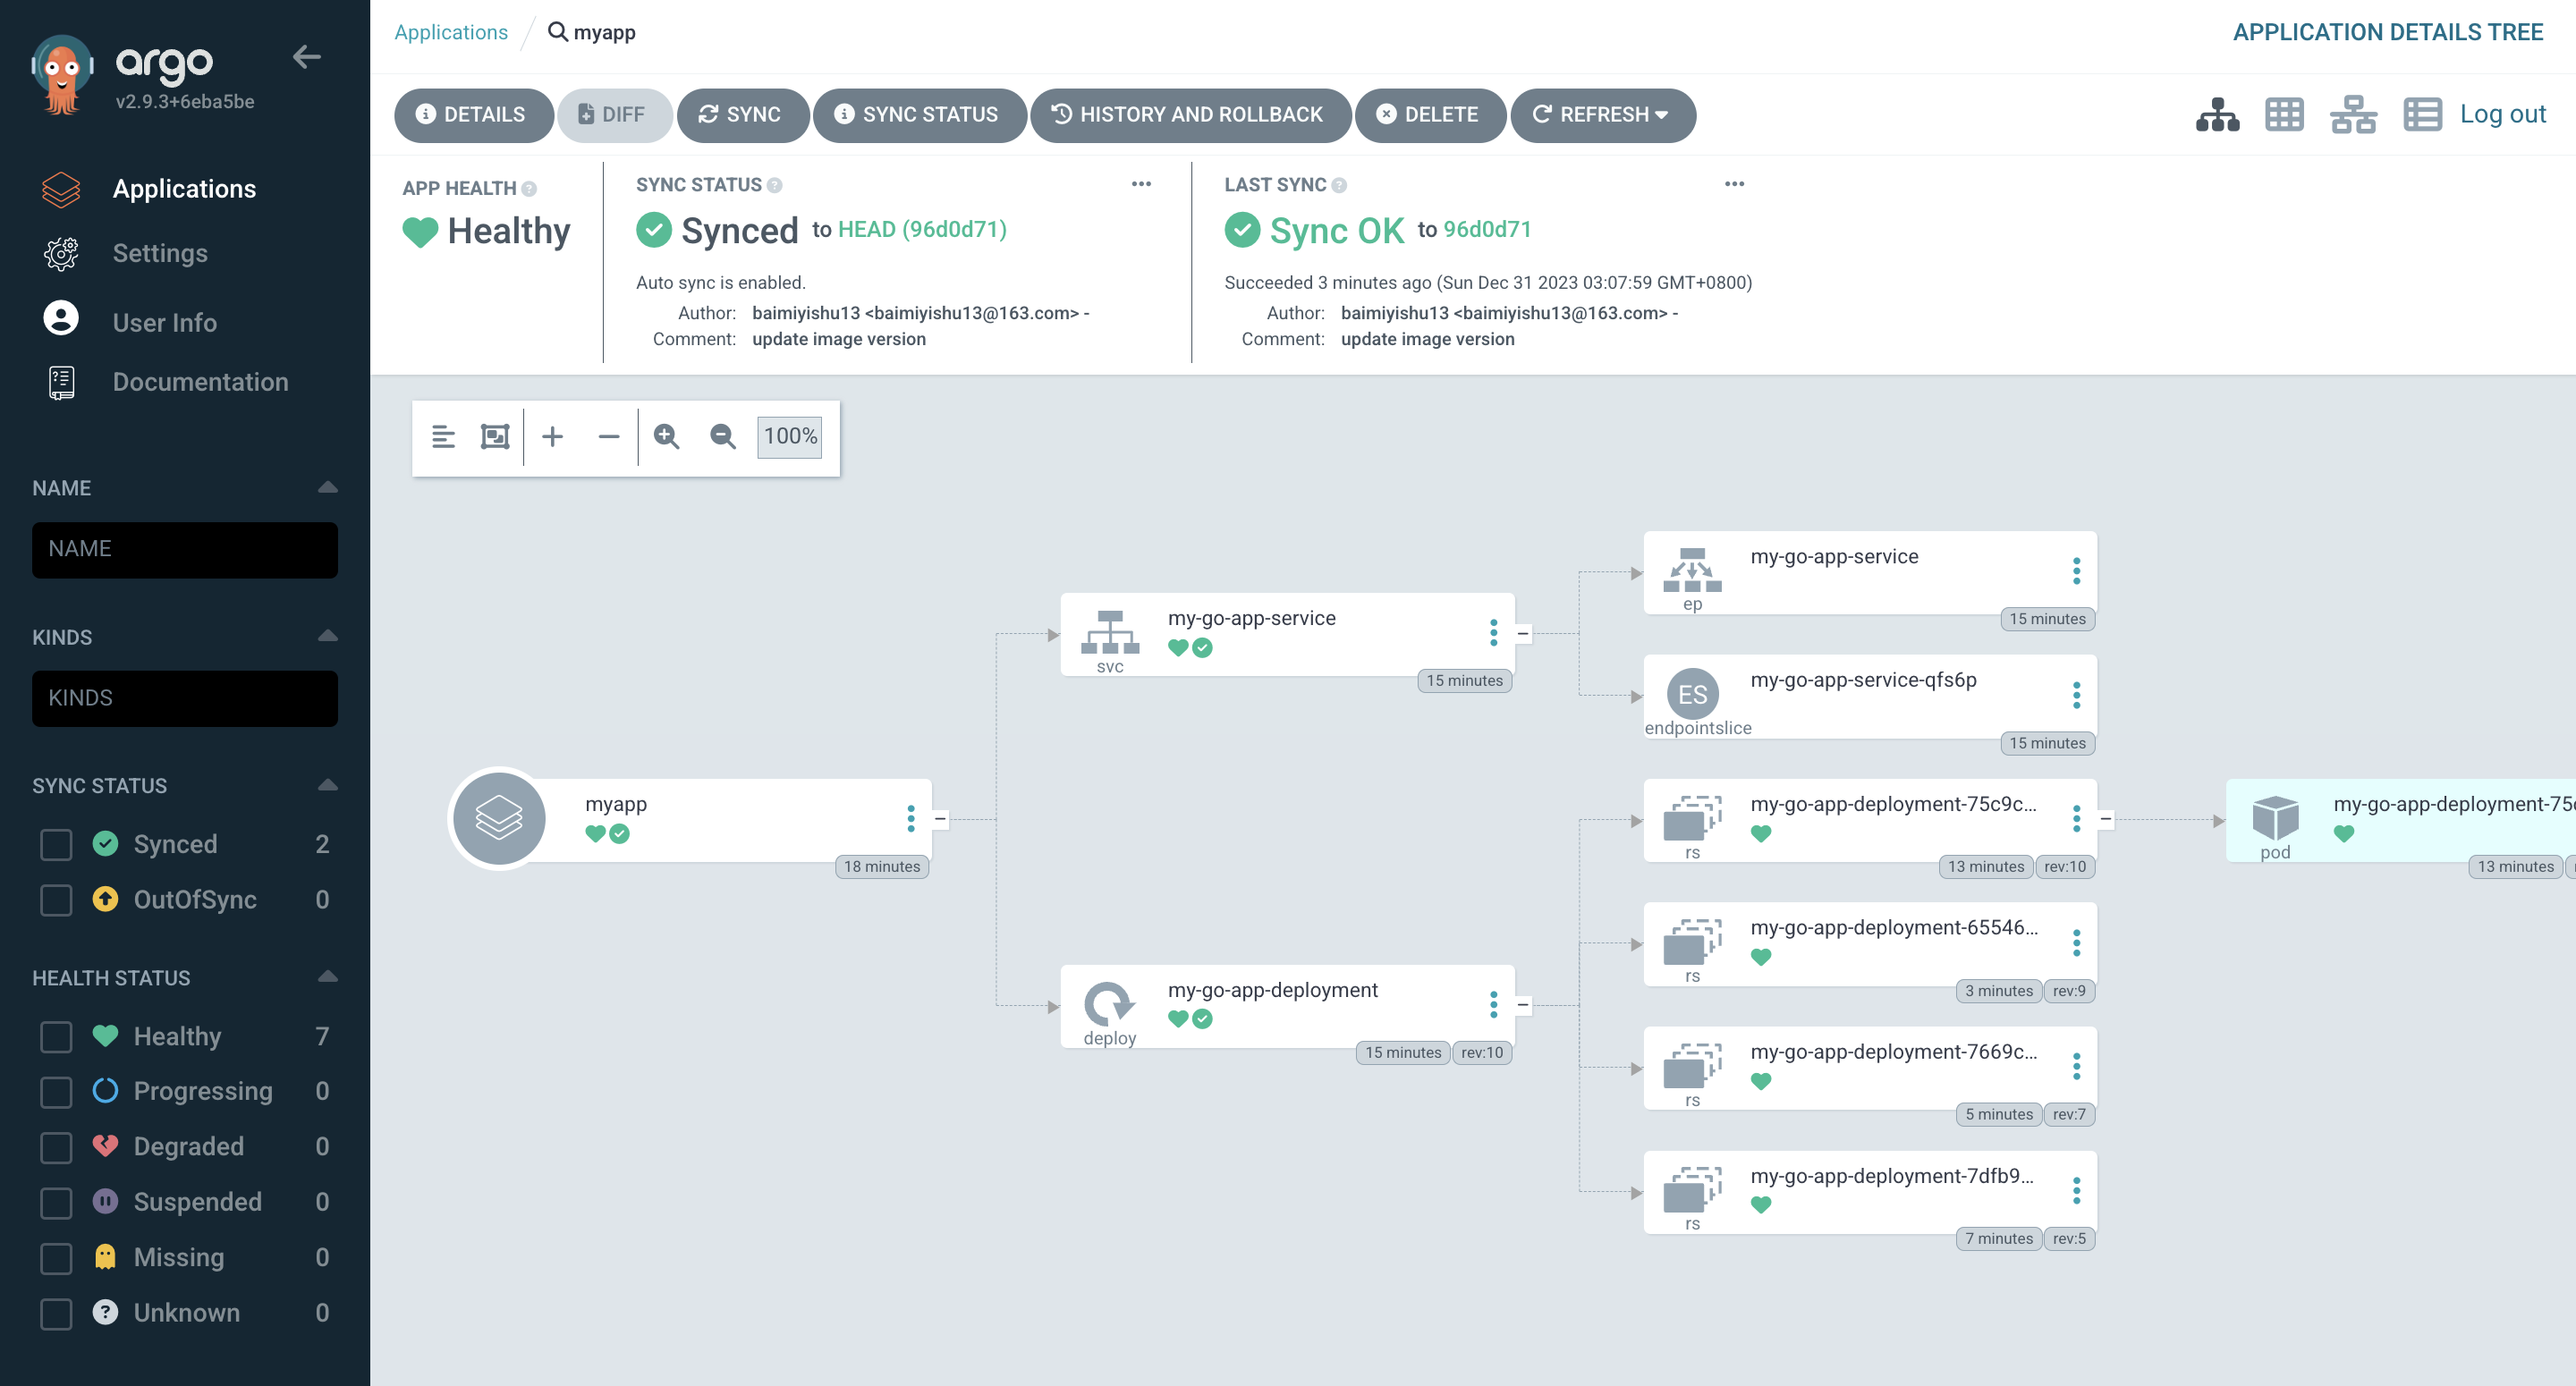 argo
v2.9.3+6eba5be
Applications
Settings
User Info
Documentation
NAME
NAME
KINDS
KINDS
SYNC STATUS
Synced 2
OutOfSync 0
HEALTH STATUS
Healthy 7
Progressing 0
Degraded 0
Suspended 0
Missing 0
Unknown 0
Applications / myapp
APPLICATION DETAILS TREE
DETAILS DIFF SYNC SYNC STATUS HISTORY AND ROLLBACK DELETE REFRESH
Log out
APP HEALTH
Healthy
SYNC STATUS
Synced to HEAD (96d0d71)
Auto sync is enabled.
Author: baimiyishu13 <baimiyishu13@163.com> -
Comment: update image version
LAST SYNC
Sync OK to 96d0d71
Succeeded 3 minutes ago (Sun Dec 31 2023 03:07:59 GMT+0800)
Author: baimiyishu13 <baimiyishu13@163.com> -
Comment: update image version
100%
myapp
18 minutes
my-go-app-service
svc
15 minutes
my-go-app-deployment
deploy
15 minutes rev:10
my-go-app-service
ep
15 minutes
ES
my-go-app-service-qfs6p
endpointslice
15 minutes
my-go-app-deployment-75c9c...
rs
13 minutes rev:10
my-go-app-deployment-65546...
rs
3 minutes rev:9
my-go-app-deployment-7669c...
rs
5 minutes rev:7
my-go-app-deployment-7dfb9...
rs
7 minutes rev:5
my-go-app-deployment-75
pod
13 minutes